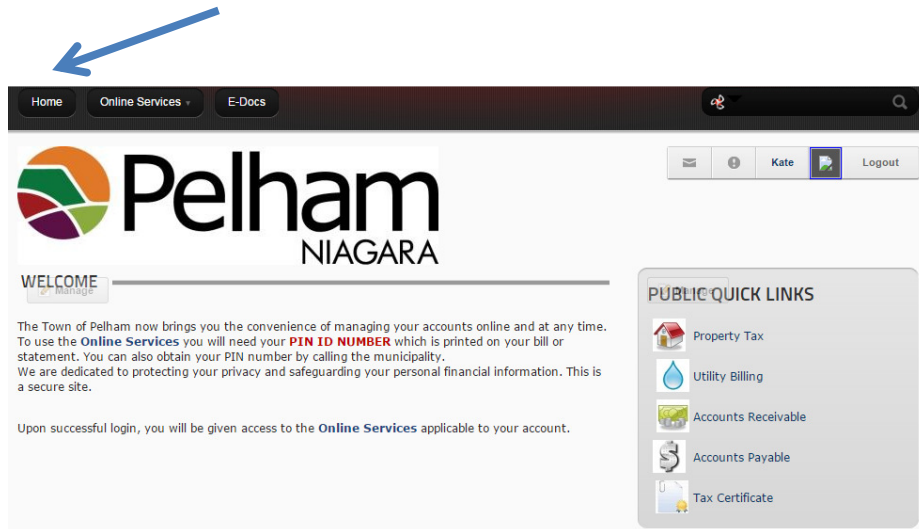 Home Online Services E-Docs
Kate Logout
Pelham
NIAGARA
WELCOME
Manage
PUBLIC QUICK LINKS
Manage
The Town of Pelham now brings you the convenience of managing your accounts online and at any time.
To use the Online Services you will need your PIN ID NUMBER which is printed on your bill or
statement. You can also obtain your PIN number by calling the municipality.
We are dedicated to protecting your privacy and safeguarding your personal financial information. This is
a secure site.
Upon successful login, you will be given access to the Online Services applicable to your account.
Property Tax
Utility Billing
Accounts Receivable
Accounts Payable
Tax Certificate